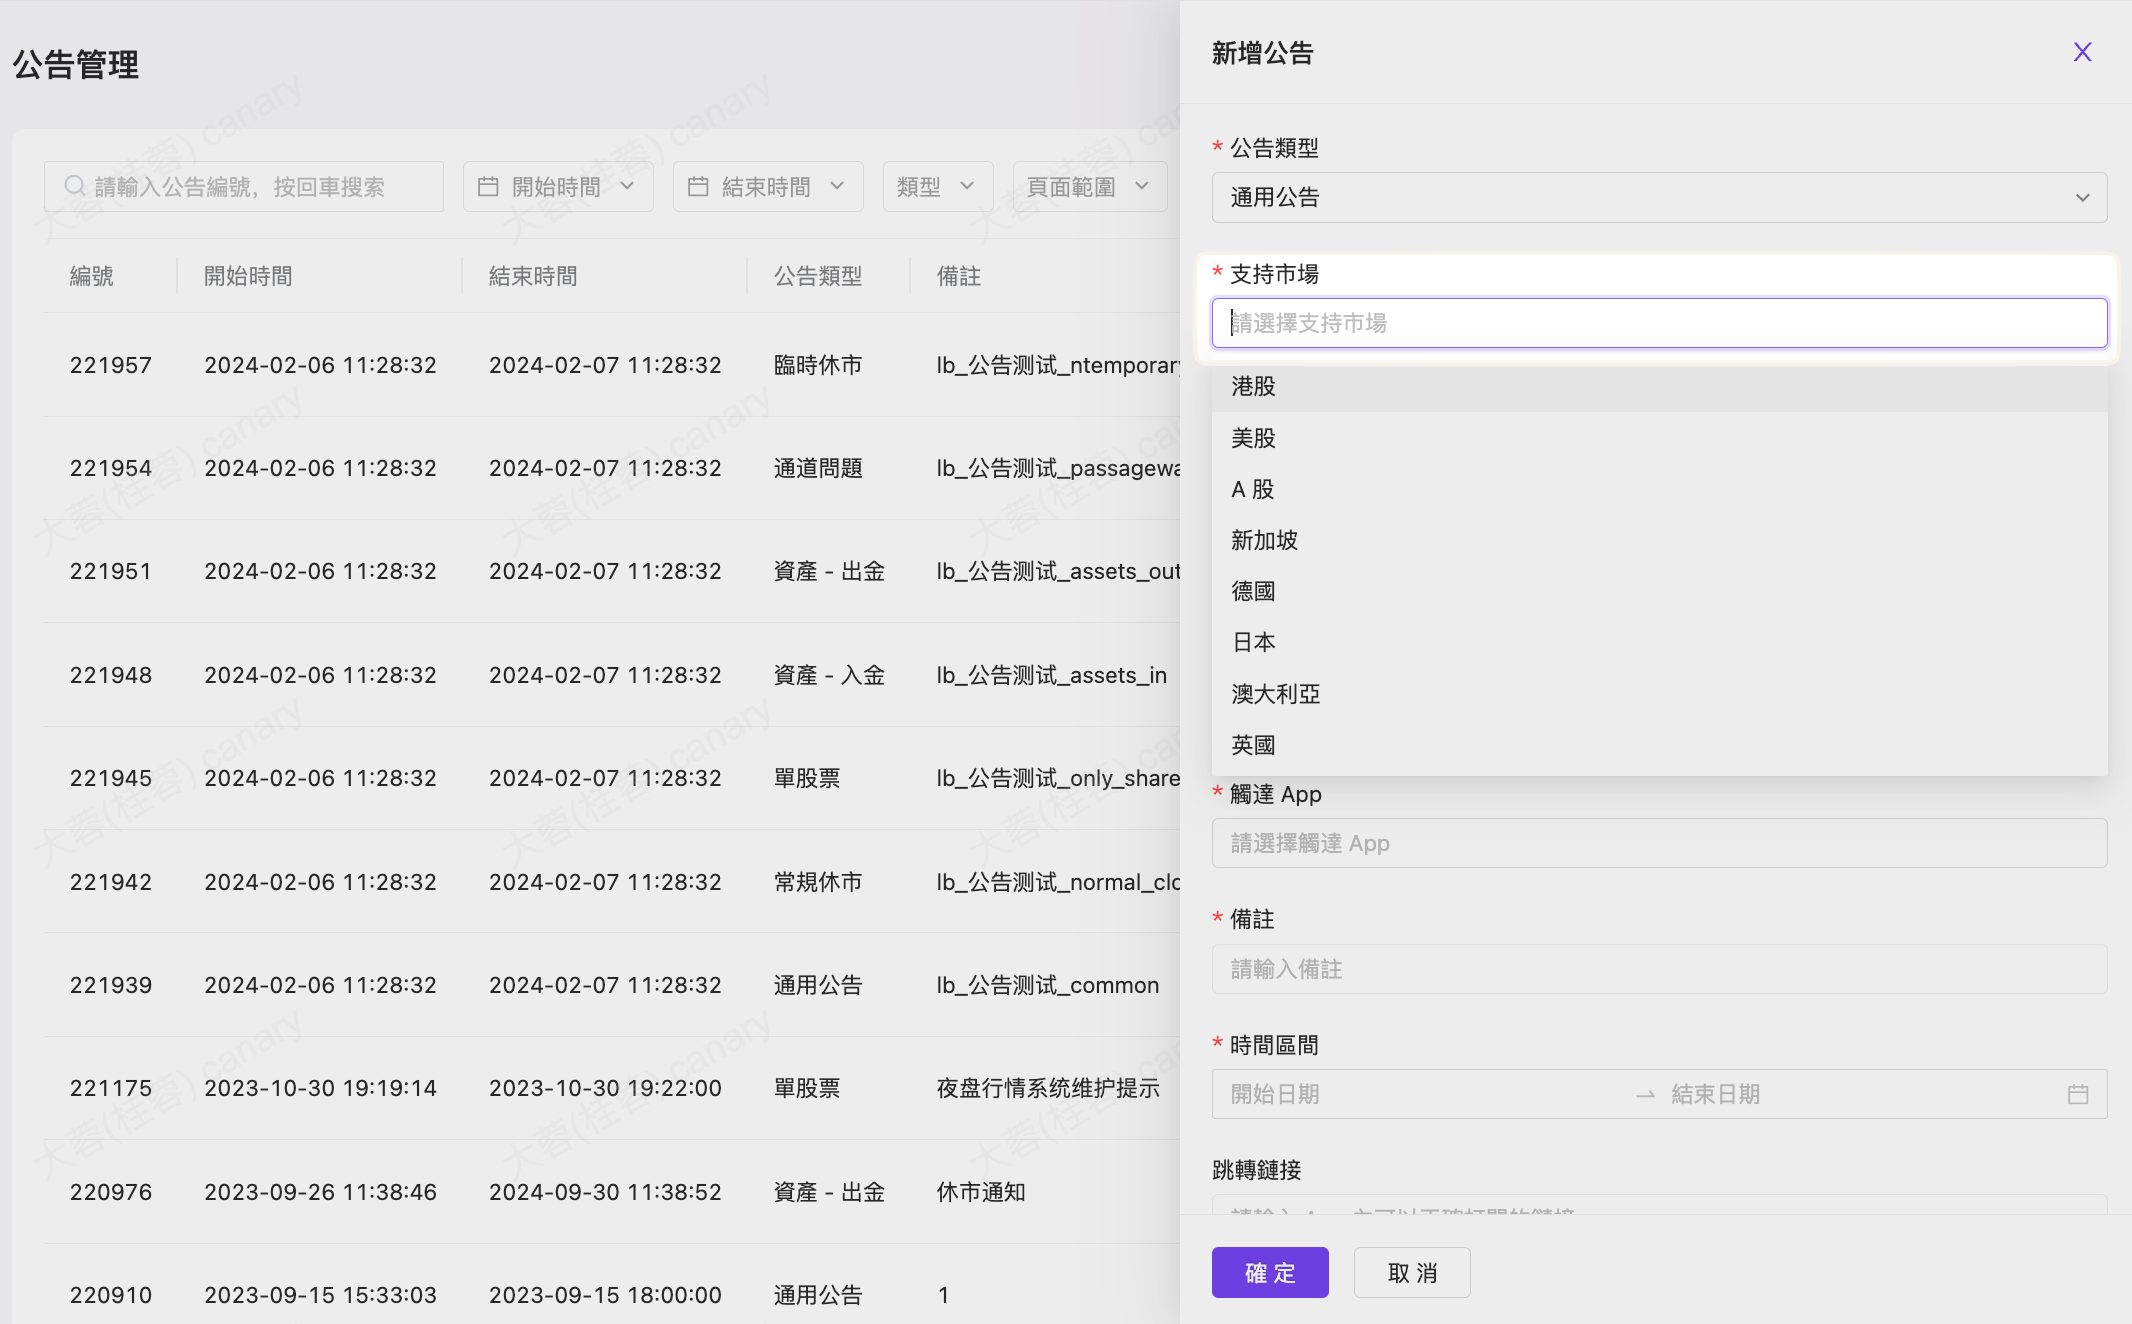 公告管理
請輸入公告編號，按回車搜索
開始時間
結束時間
類型
頁面範圍
編號 開始時間 結束時間 公告類型 備註
221957 2024-02-06 11:28:32 2024-02-07 11:28:32 臨時休市 lb_公告测试_ntemporary
221954 2024-02-06 11:28:32 2024-02-07 11:28:32 通道問題 lb_公告测试_passagewa
221951 2024-02-06 11:28:32 2024-02-07 11:28:32 資產 - 出金 lb_公告测试_assets_out
221948 2024-02-06 11:28:32 2024-02-07 11:28:32 資產 - 入金 lb_公告测试_assets_in
221945 2024-02-06 11:28:32 2024-02-07 11:28:32 單股票 lb_公告测试_only_share
221942 2024-02-06 11:28:32 2024-02-07 11:28:32 常規休市 lb_公告测试_normal_clo
221939 2024-02-06 11:28:32 2024-02-07 11:28:32 通用公告 lb_公告测试_common
221175 2023-10-30 19:19:14 2023-10-30 19:22:00 單股票 夜盘行情系统维护提示
220976 2023-09-26 11:38:46 2024-09-30 11:38:52 資產 - 出金 休市通知
220910 2023-09-15 15:33:03 2023-09-15 18:00:00 通用公告 1
大蓉(桂蓉) canary
新增公告
* 公告類型
通用公告
* 支持市場
請選擇支持市場
港股
美股
A 股
新加坡
德國
日本
澳大利亞
英國
* 觸達 App
請選擇觸達 App
* 備註
請輸入備註
* 時間區間
開始日期 → 結束日期
跳轉鏈接
確 定
取 消